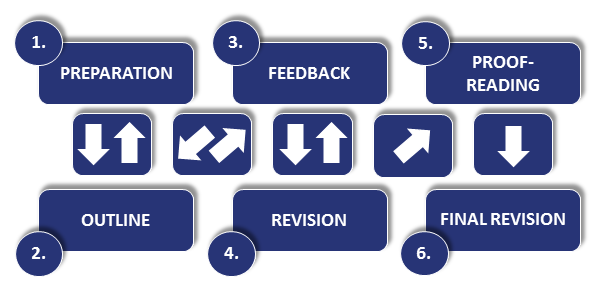 1.
PREPARATION
2.
OUTLINE
3.
FEEDBACK
4.
REVISION
5.
PROOF-
READING
6.
FINAL REVISION